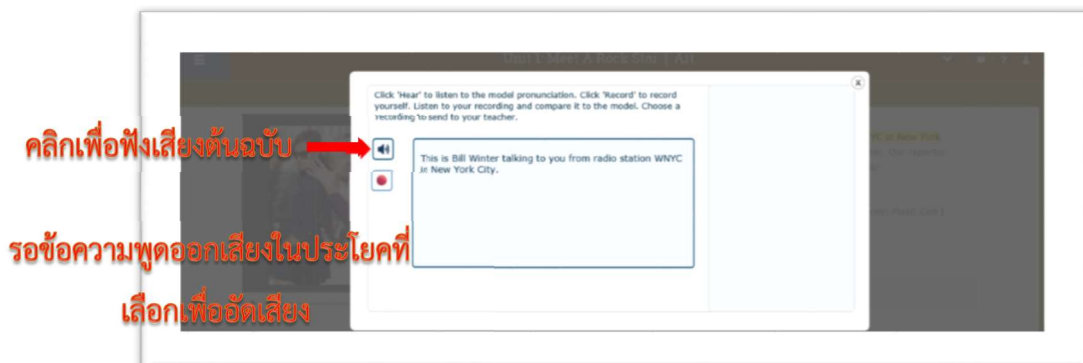 Unit 1: Meet A Rock Star | Art
Click 'Hear' to listen to the model pronunciation. Click 'Record' to record
yourself. Listen to your recording and compare it to the model. Choose a
recording to send to your teacher.
คลิกเพื่อฟังเสียงต้นฉบับ
This is Bill Winter talking to you from radio station WNYC
in New York City.
รอข้อความพูดออกเสียงในประโยคที่
เลือกเพื่ออัดเสียง